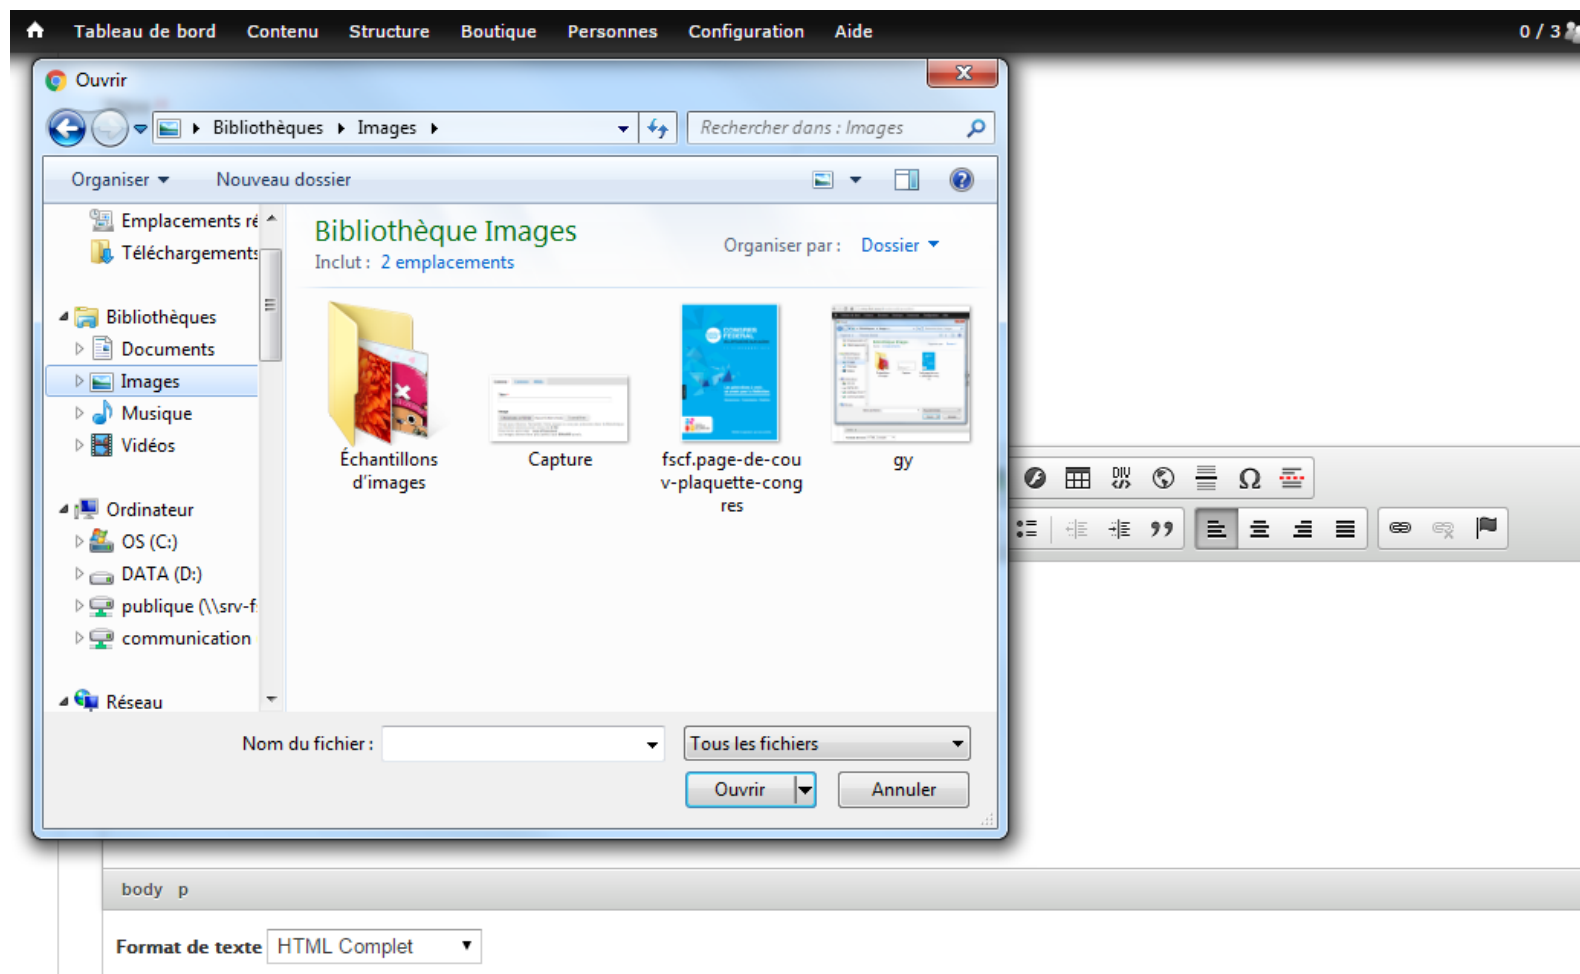 Tableau de bord Contenu Structure Boutique Personnes Configuration Aide 0 / 3
Ouvrir
Bibliothèques Images
Rechercher dans : Images
Organiser Nouveau dossier
Emplacements ré
Téléchargements
Bibliothèques
Documents
Images
Musique
Vidéos
Ordinateur
OS (C:)
DATA (D:)
publique (\\srv-f
communication
Réseau
Bibliothèque Images
Inclut : 2 emplacements
Organiser par : Dossier
CONGRÈS
FÉDÉRAL
Échantillons
d'images
Capture
fscf.page-de-cou
v-plaquette-cong
res
gy
Nom du fichier :
Tous les fichiers
Ouvrir Annuler
DIV
Ω
body p
Format de texte HTML Complet